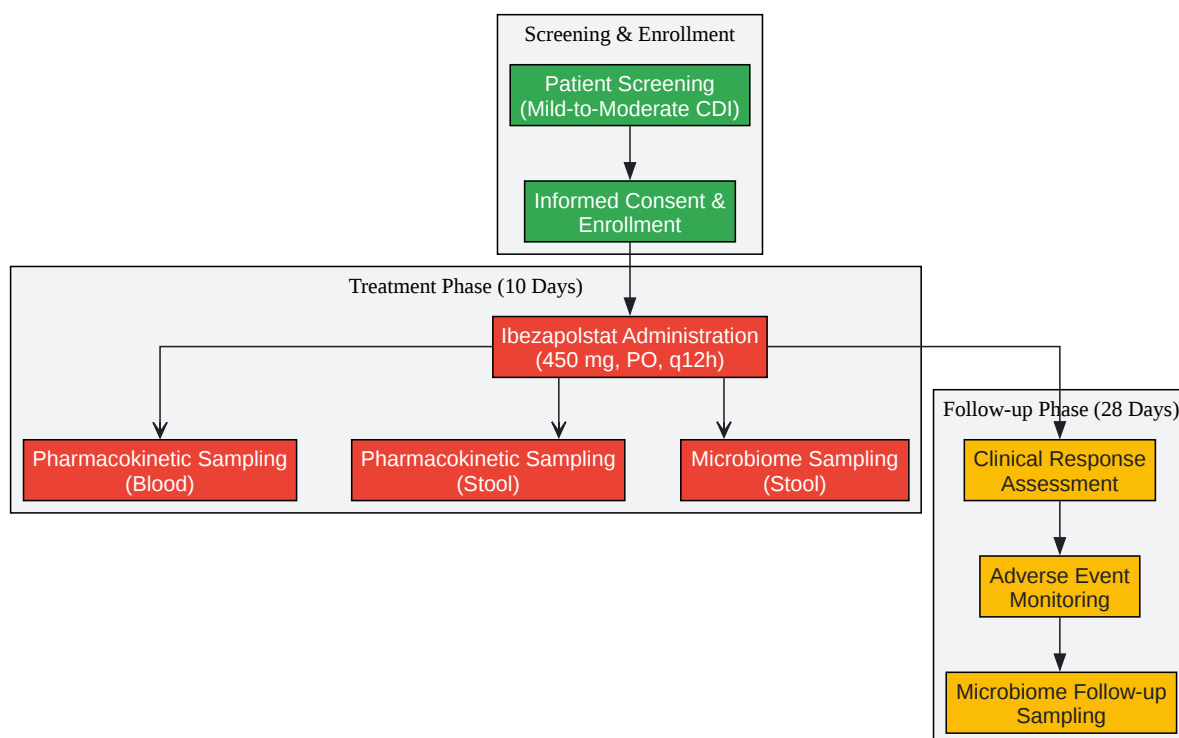 Screening & Enrollment
Patient Screening
(Mild-to-Moderate CDI)
Informed Consent &
Enrollment
Treatment Phase (10 Days)
Ibezapolstat Administration
(450 mg, PO, q12h)
Pharmacokinetic Sampling
(Blood)
Pharmacokinetic Sampling
(Stool)
Microbiome Sampling
(Stool)
Follow-up Phase (28 Days)
Clinical Response
Assessment
Adverse Event
Monitoring
Microbiome Follow-up
Sampling